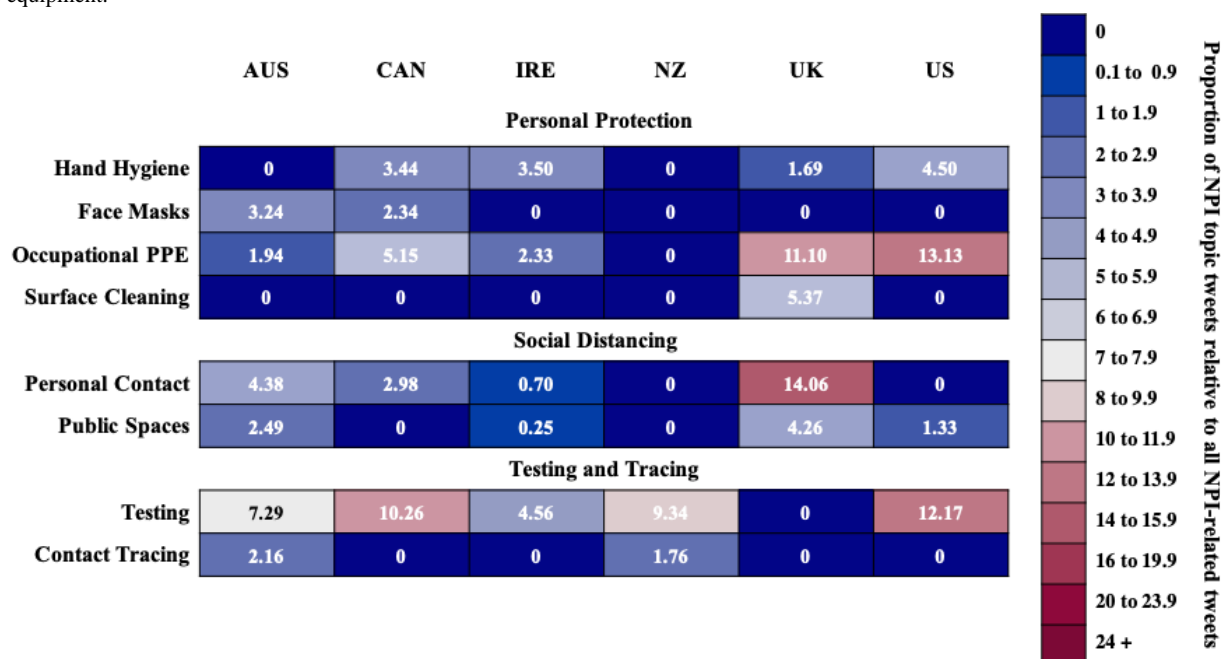 equipment.
AUS CAN IRE NZ UK US
Personal Protection
Hand Hygiene 0 3.44 3.50 0 1.69 4.50
Face Masks 3.24 2.34 0 0 0 0
Occupational PPE 1.94 5.15 2.33 0 11.10 13.13
Surface Cleaning 0 0 0 0 5.37 0
Social Distancing
Personal Contact 4.38 2.98 0.70 0 14.06 0
Public Spaces 2.49 0 0.25 0 4.26 1.33
Testing and Tracing
Testing 7.29 10.26 4.56 9.34 0 12.17
Contact Tracing 2.16 0 0 1.76 0 0
0
0.1 to 0.9
1 to 1.9
2 to 2.9
3 to 3.9
4 to 4.9
5 to 5.9
6 to 6.9
7 to 7.9
8 to 9.9
10 to 11.9
12 to 13.9
14 to 15.9
16 to 19.9
20 to 23.9
24 +
Proportion of NPI topic tweets relative to all NPI-related tweets